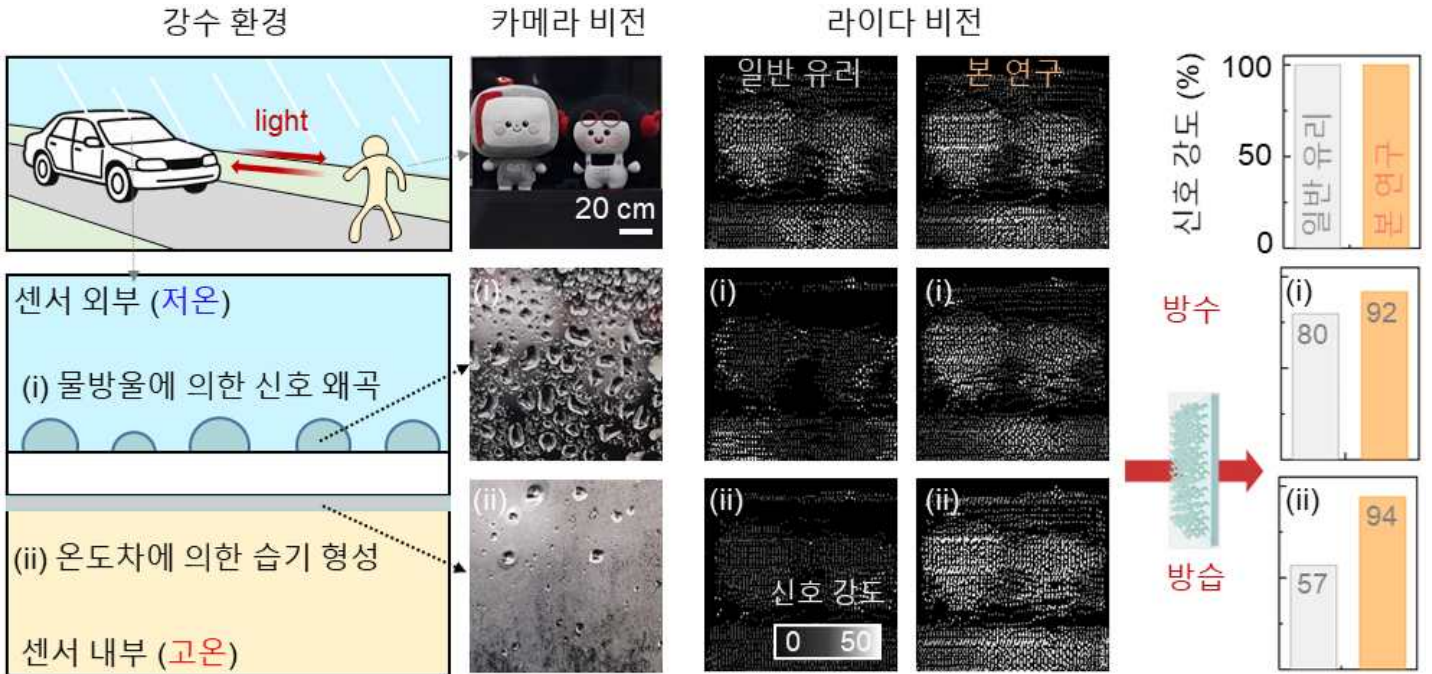 강수 환경
카메라 비전
라이다 비전
light
20 cm
일반 유리
본 연구
신호 강도 (%)
100
50
0
일반 유리
본 연구
센서 외부 (저온)
(i) 물방울에 의한 신호 왜곡
(ii) 온도차에 의한 습기 형성
센서 내부 (고온)
(i)
(i)
(i)
방수
(i)
80
92
(ii)
(ii)
신호 강도
0 50
(ii)
방습
(ii)
57
94